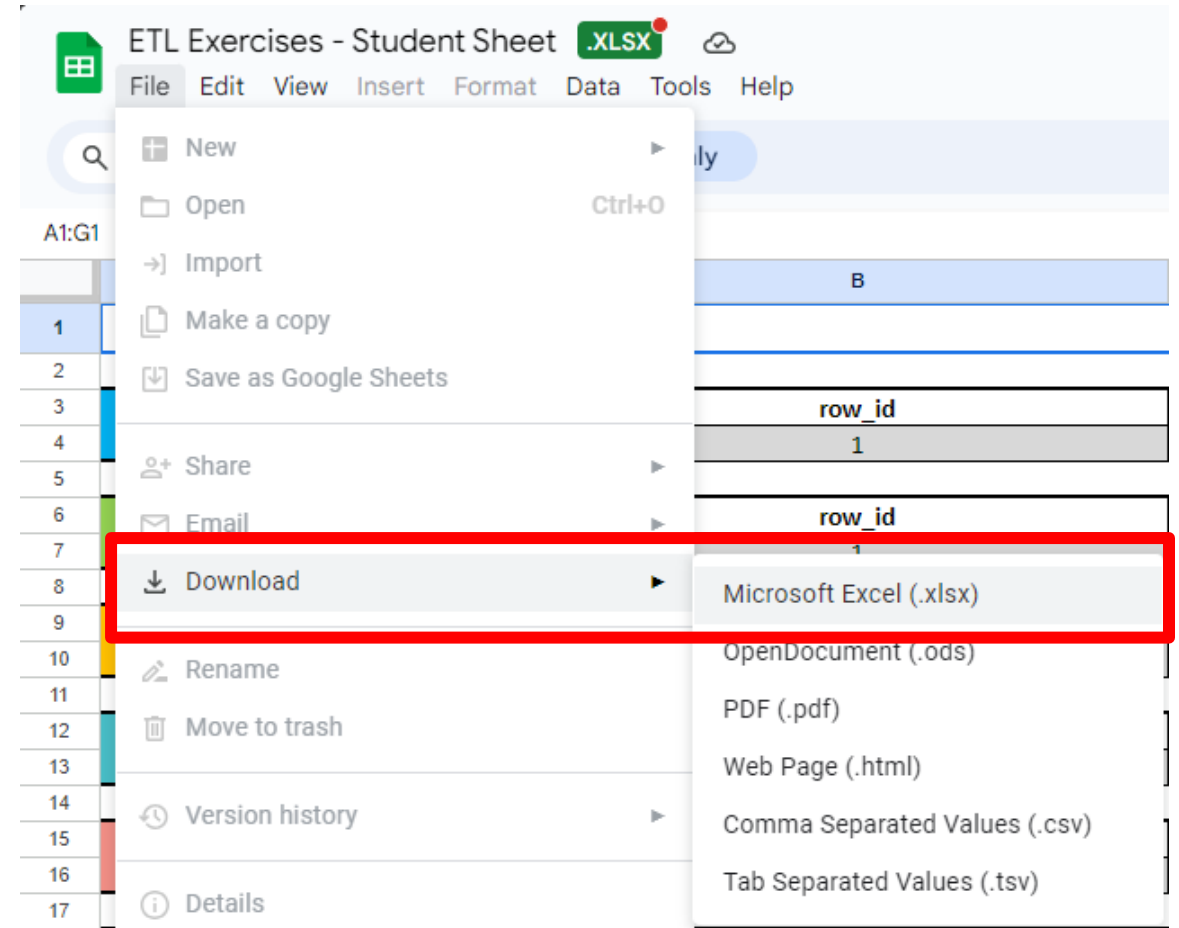 ETL Exercises - Student Sheet .XLSX
File Edit View Insert Format Data Tools Help
New
Open Ctrl+O
Import
Make a copy
Save as Google Sheets
Share
Email
Download
Rename
Move to trash
Version history
Details
Microsoft Excel (.xlsx)
OpenDocument (.ods)
PDF (.pdf)
Web Page (.html)
Comma Separated Values (.csv)
Tab Separated Values (.tsv)
A1:G1
B
1
2
3 row_id
4 1
5
6 row_id
7 1
8
9
10
11
12
13
14
15
16
17